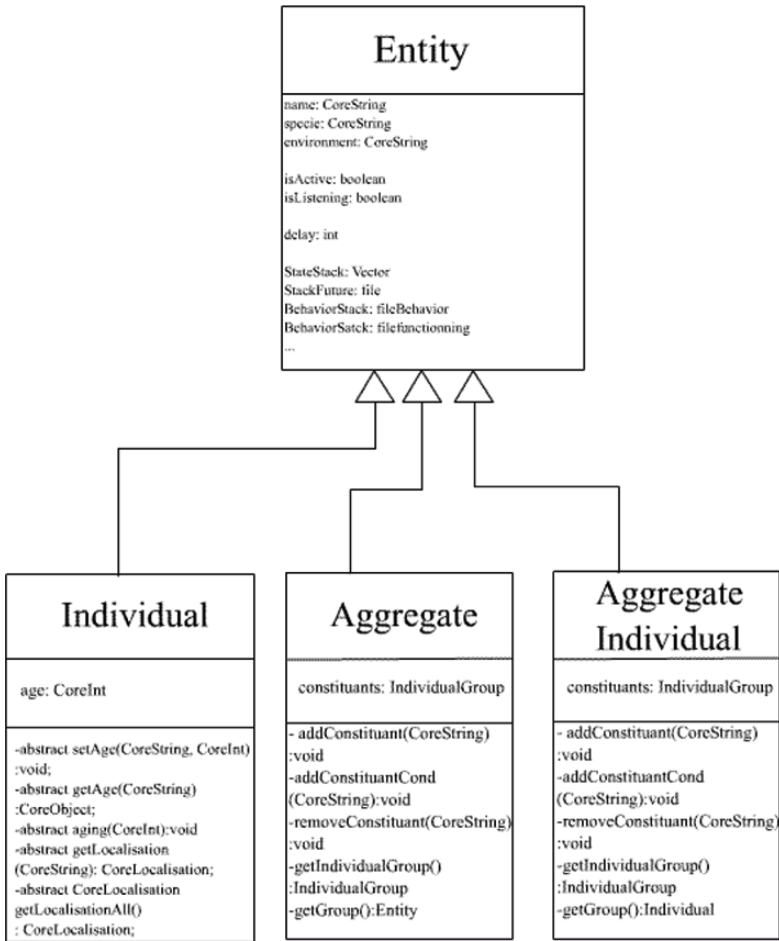 Entity
name: CoreString
specie: CoreString
environment: CoreString
isActive: boolean
isListening: boolean
delay: int
StateStack: Vector
StackFuture: file
BehaviorStack: fileBehavior
BehaviorSatck: filefunctionning
...
Individual
age: CoreInt
-abstract setAge(CoreString, CoreInt)
:void;
-abstract getAge(CoreString)
:CoreObject;
-abstract aging(CoreInt):void
-abstract getLocalisation
(CoreString): CoreLocalisation;
-abstract CoreLocalisation
getLocalisationAll()
: CoreLocalisation;
Aggregate
constituants: IndividualGroup
- addConstituant(CoreString)
:void
-addConstituantCond
(CoreString):void
-removeConstituant(CoreString)
:void
-getIndividualGroup()
:IndividualGroup
-getGroup():Entity
Aggregate
Individual
constituants: IndividualGroup
- addConstituant(CoreString)
:void
-addConstituantCond
(CoreString):void
-removeConstituant(CoreString)
:void
-getIndividualGroup()
:IndividualGroup
-getGroup():Individual